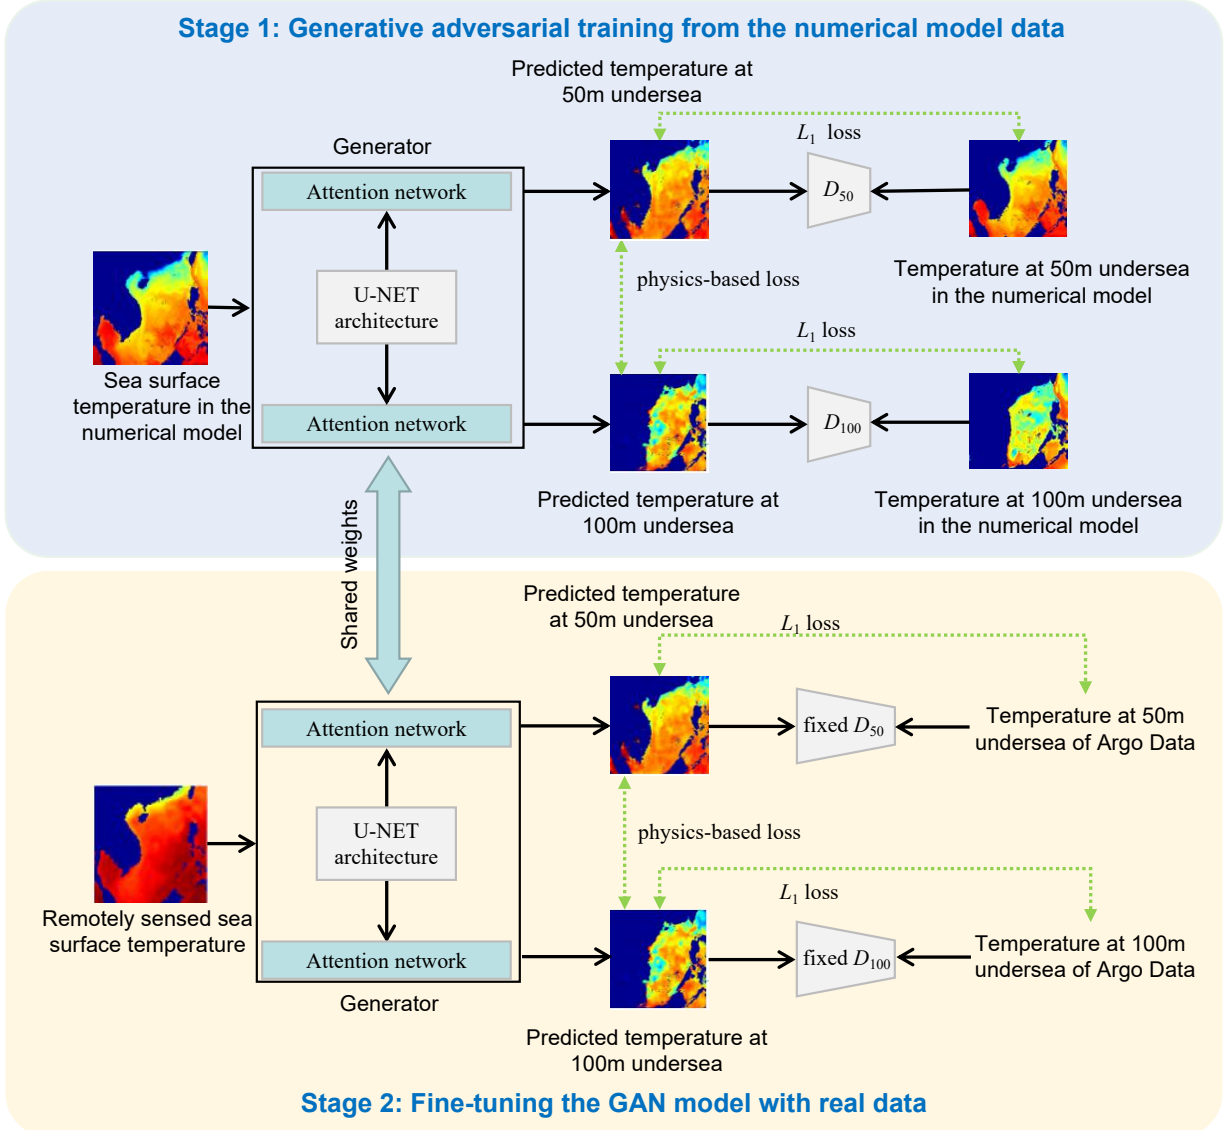 Stage 1: Generative adversarial training from the numerical model data
Predicted temperature at
50m undersea
L1 loss
Generator
Attention network
D50
U-NET
architecture
physics-based loss
Temperature at 50m undersea
in the numerical model
L1 loss
Sea surface
temperature in the
numerical model
Attention network
D100
Predicted temperature at
100m undersea
Temperature at 100m undersea
in the numerical model
Shared weights
Predicted temperature
at 50m undersea
L1 loss
Attention network
fixed D50
Temperature at 50m
undersea of Argo Data
U-NET
architecture
physics-based loss
L1 loss
Remotely sensed sea
surface temperature
Attention network
fixed D100
Temperature at 100m
undersea of Argo Data
Generator
Predicted temperature at
100m undersea
Stage 2: Fine-tuning the GAN model with real data